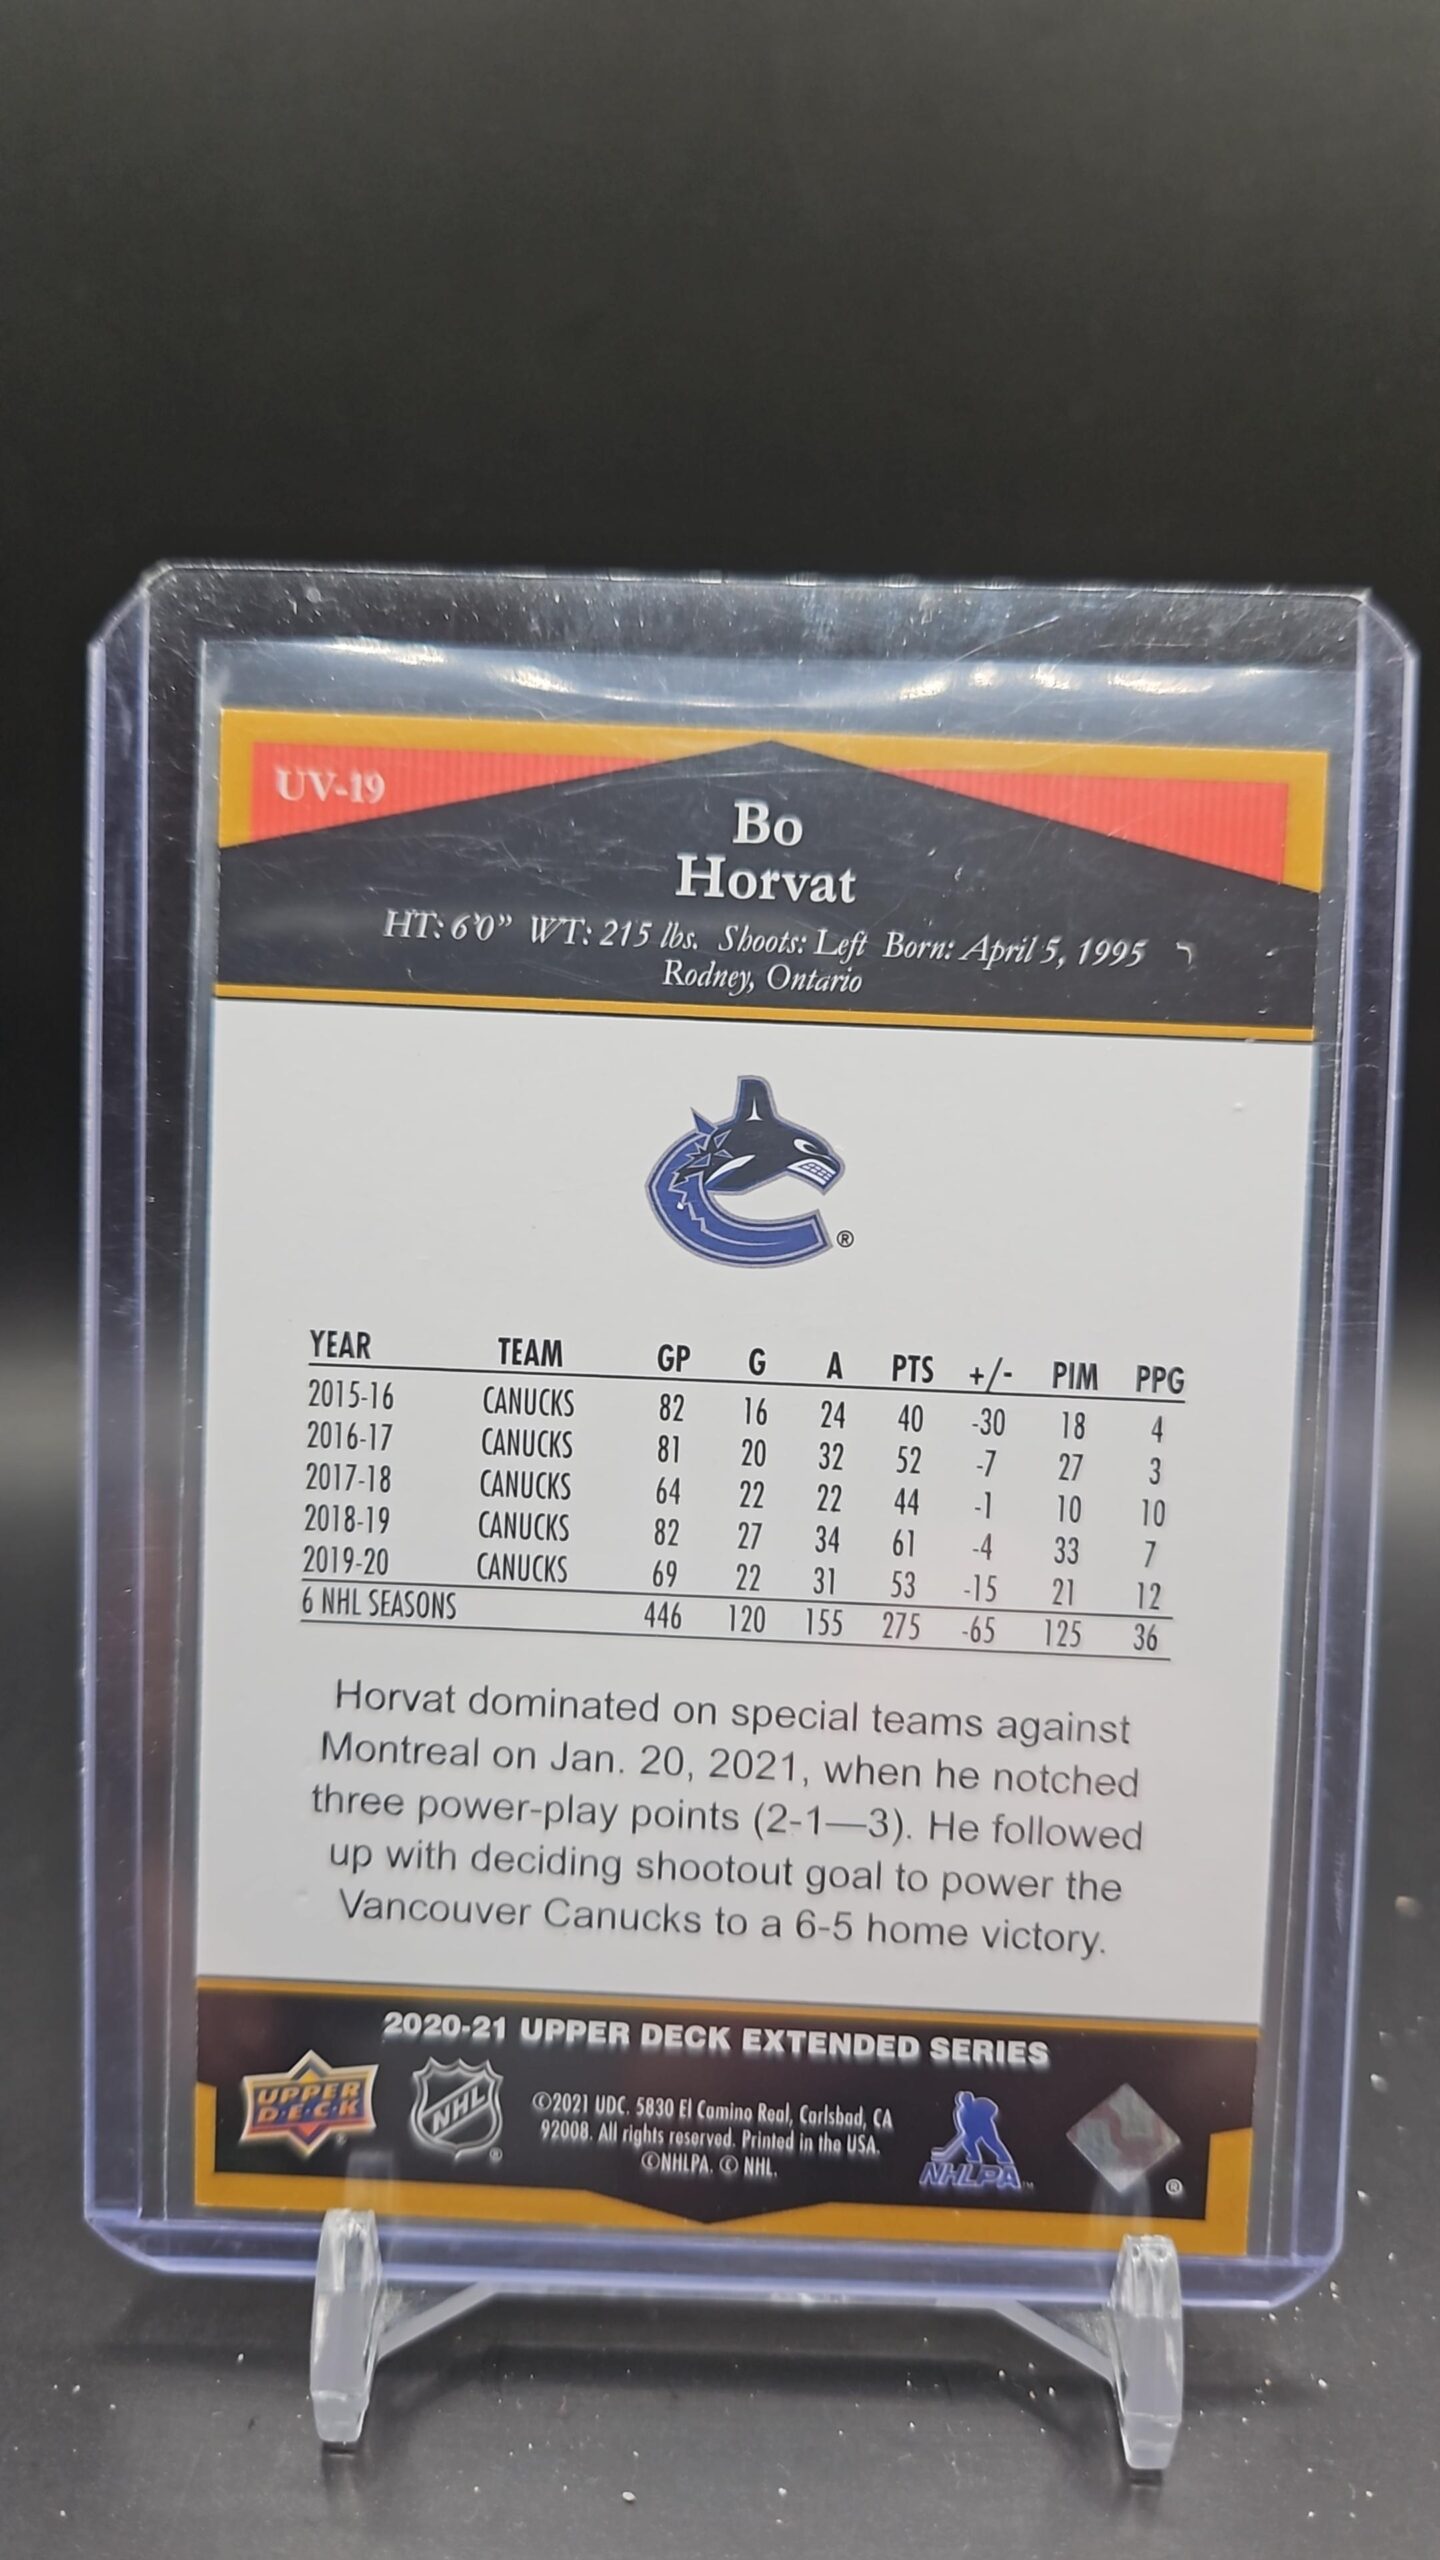 UV-19
Bo
Horvat
HT: 6'0" WT: 215 lbs. Shoots: Left Born: April 5, 1995
Rodney, Ontario
®
YEAR TEAM GP G A PTS +/- PIM PPG
2015-16 CANUCKS 82 16 24 40 -30 18 4
2016-17 CANUCKS 81 20 32 52 -7 27 3
2017-18 CANUCKS 64 22 22 44 -1 10 10
2018-19 CANUCKS 82 27 34 61 -4 33 7
2019-20 CANUCKS 69 22 31 53 -15 21 12
6 NHL SEASONS 446 120 155 275 -65 125 36
Horvat dominated on special teams against
Montreal on Jan. 20, 2021, when he notched
three power-play points (2-1—3). He followed
up with deciding shootout goal to power the
Vancouver Canucks to a 6-5 home victory.
2020-21 UPPER DECK EXTENDED SERIES
UPPER
DECK
®
NHL
®
©2021 UDC. 5830 El Camino Real, Carlsbad, CA
92008. All rights reserved. Printed in the USA.
©NHLPA. © NHL.
NHLPA™
®